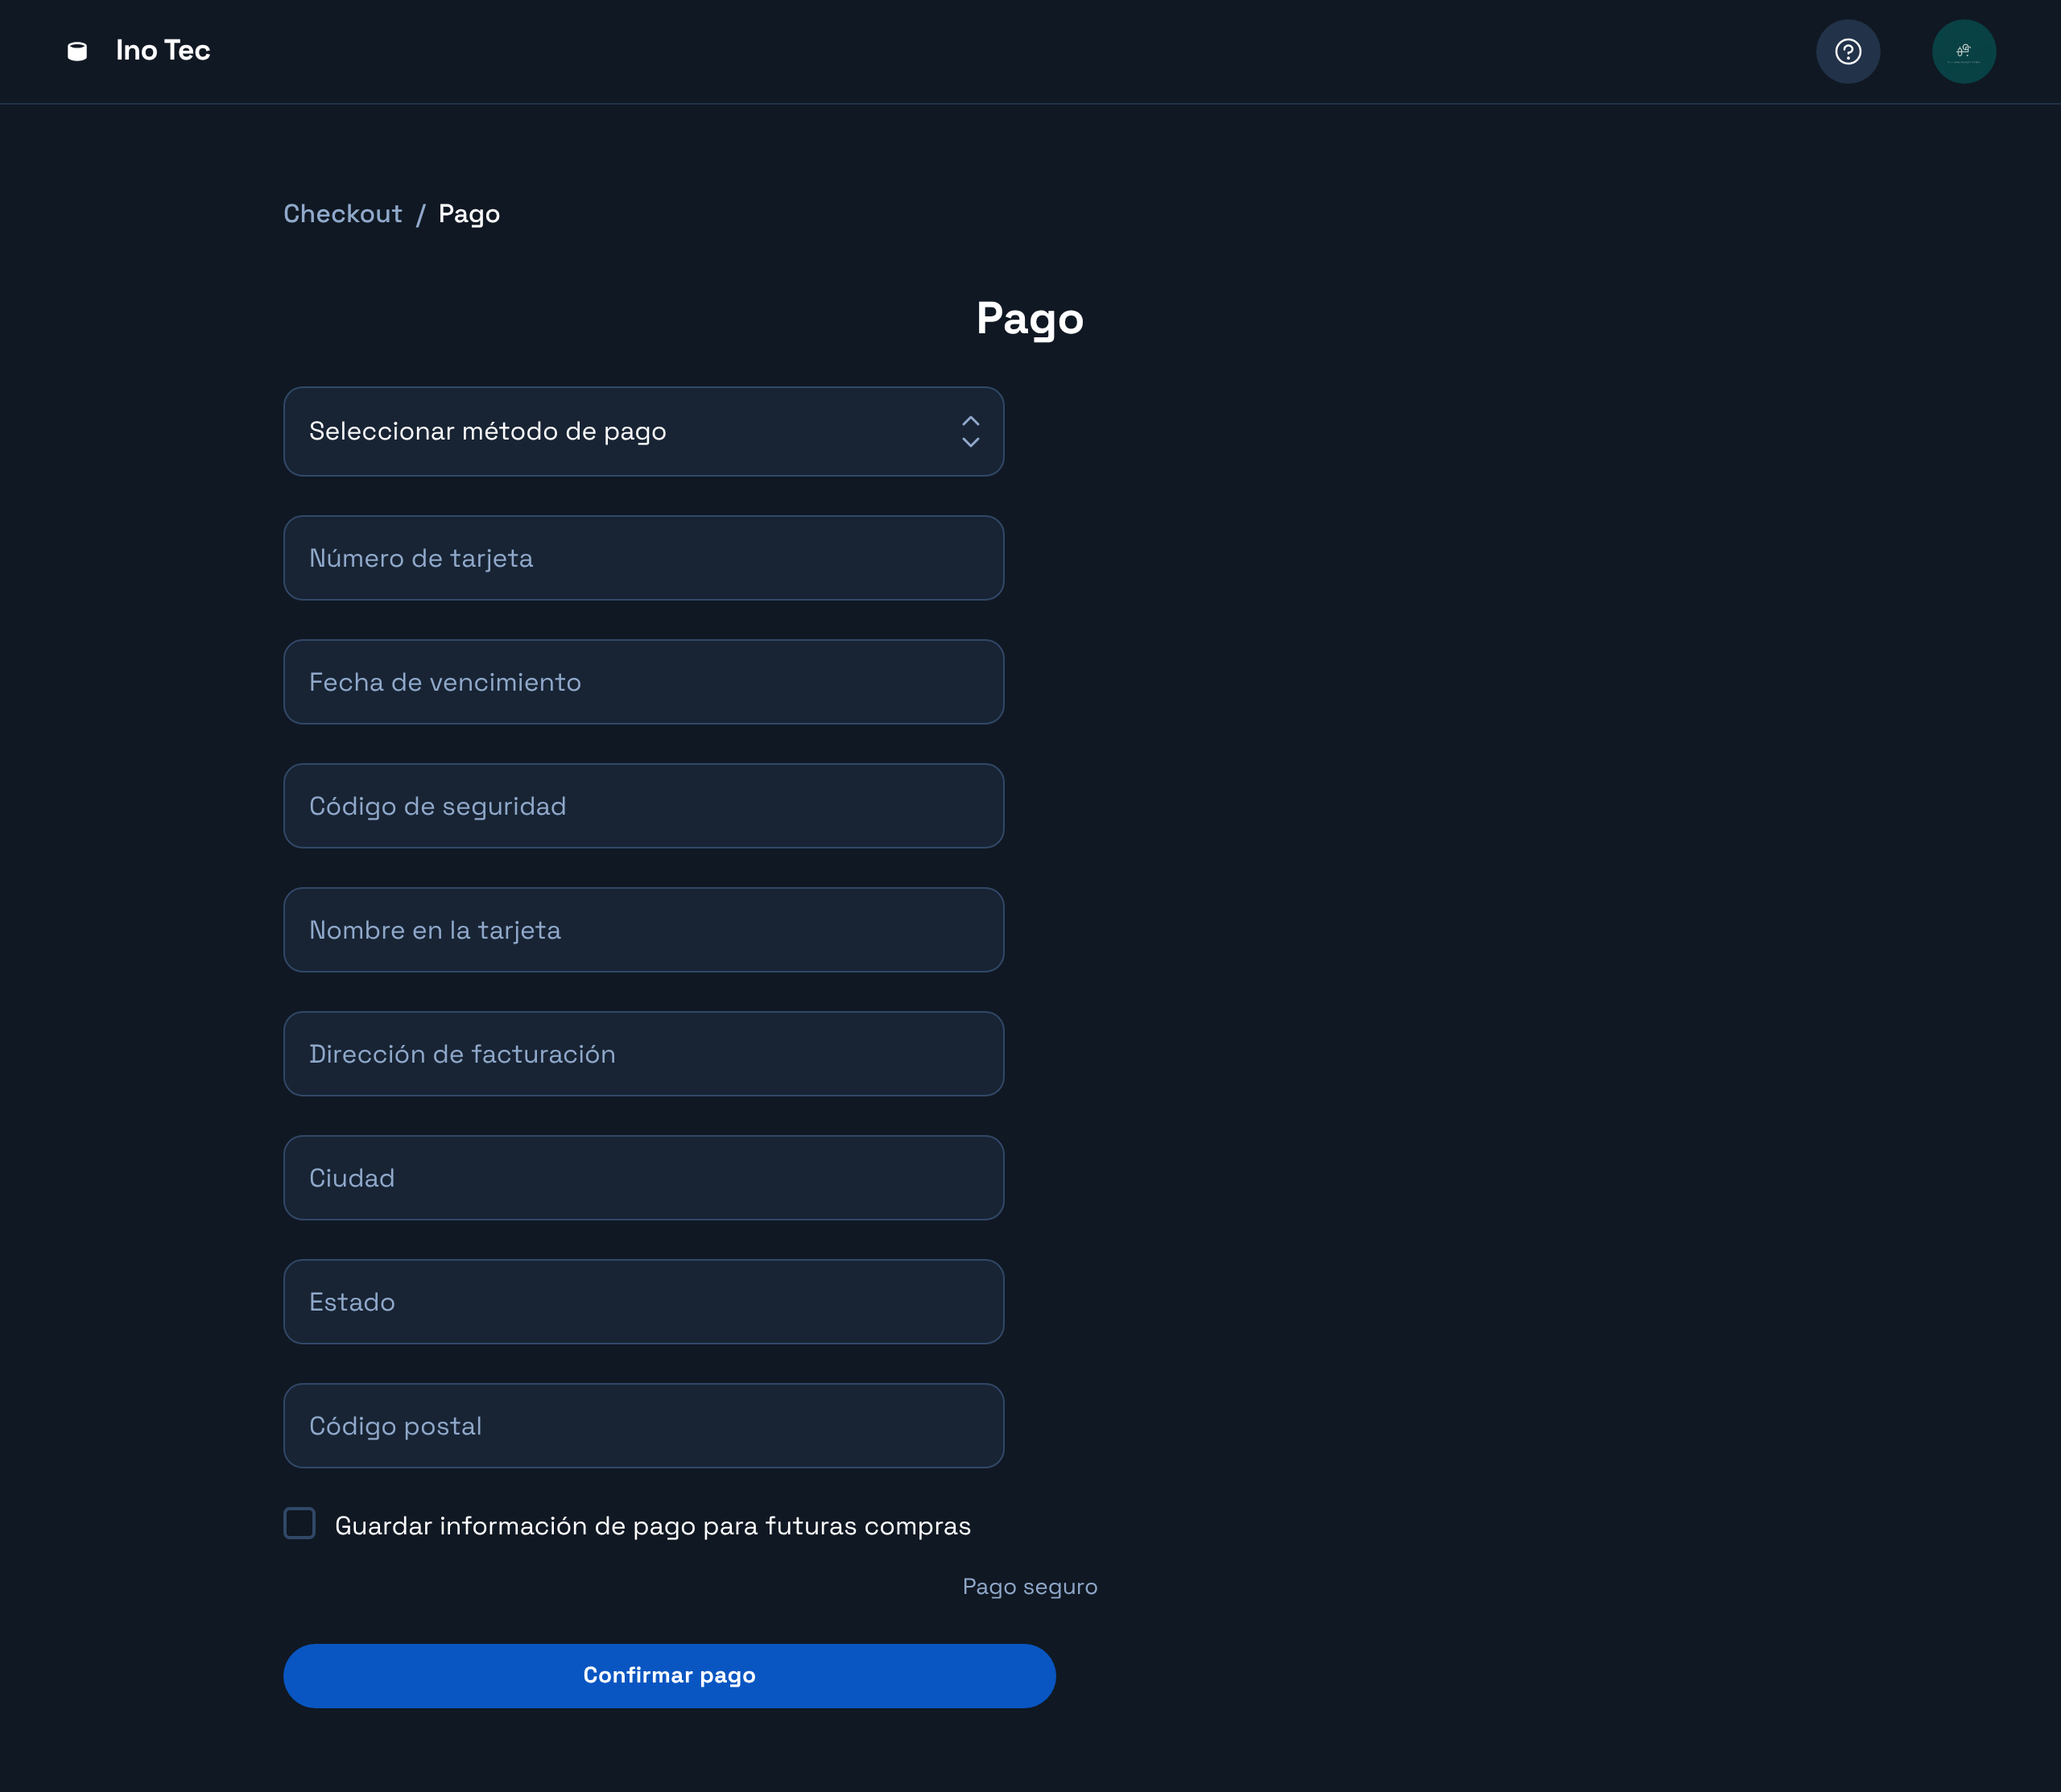 Ino Tec
Checkout / Pago
Pago
Seleccionar método de pago
Número de tarjeta
Fecha de vencimiento
Código de seguridad
Nombre en la tarjeta
Dirección de facturación
Ciudad
Estado
Código postal
Guardar información de pago para futuras compras
Pago seguro
Confirmar pago